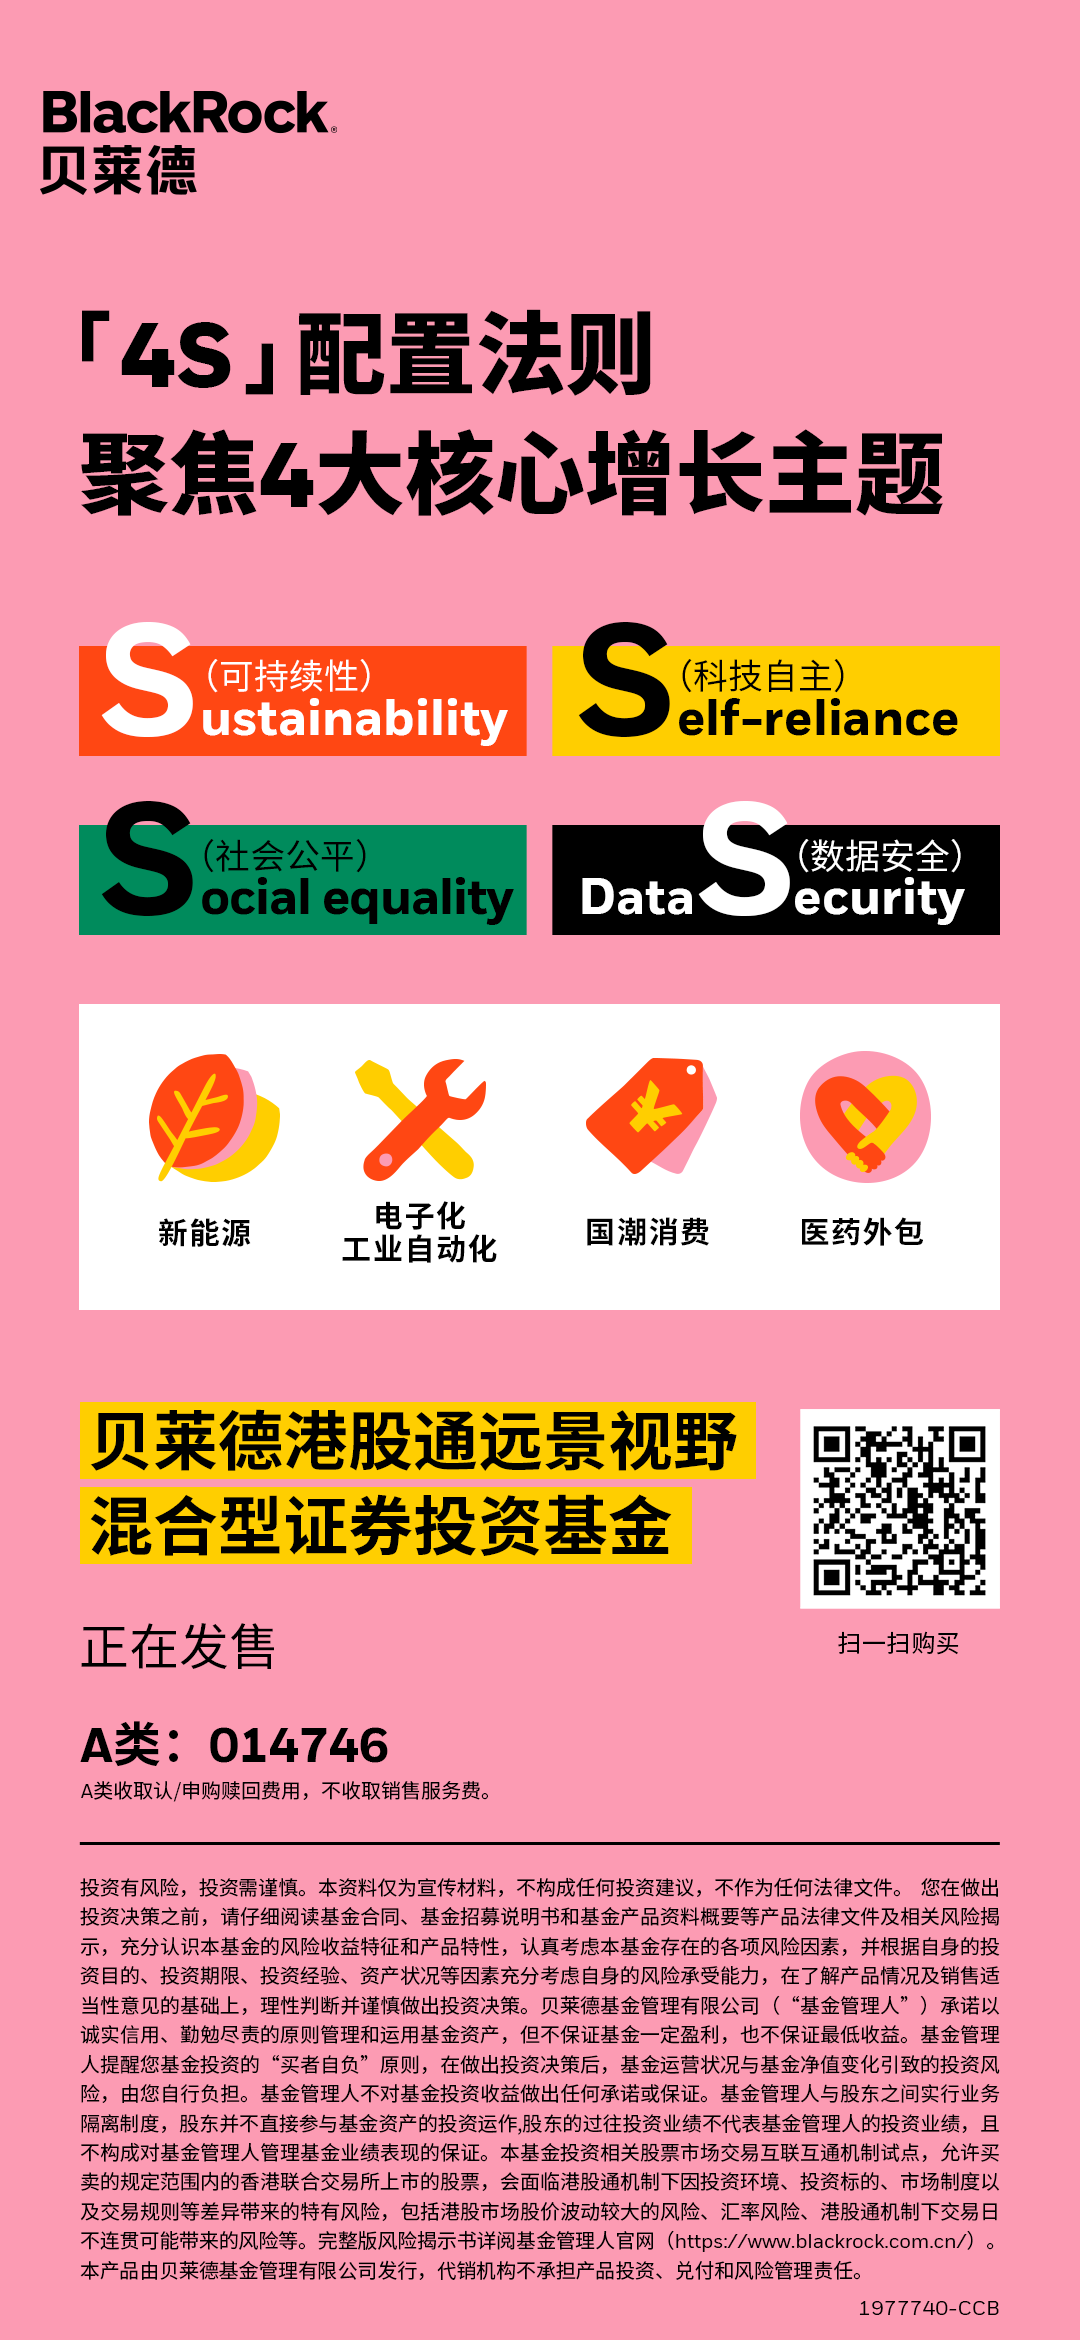 BlackRock®
贝莱德
「4S」配置法则
聚焦4大核心增长主题
Sustainability（可持续性）
Self-reliance（科技自主）
Social equality（社会公平）
Data Security（数据安全）
新能源
电子化
工业自动化
国潮消费
医药外包
贝莱德港股通远景视野
混合型证券投资基金
扫一扫购买
正在发售
A类：014746
A类收取认/申购赎回费用，不收取销售服务费。
投资有风险，投资需谨慎。本资料仅为宣传材料，不构成任何投资建议，不作为任何法律文件。 您在做出
投资决策之前，请仔细阅读基金合同、基金招募说明书和基金产品资料概要等产品法律文件及相关风险揭
示，充分认识本基金的风险收益特征和产品特性，认真考虑本基金存在的各项风险因素，并根据自身的投
资目的、投资期限、投资经验、资产状况等因素充分考虑自身的风险承受能力，在了解产品情况及销售适
当性意见的基础上，理性判断并谨慎做出投资决策。贝莱德基金管理有限公司（“基金管理人”）承诺以
诚实信用、勤勉尽责的原则管理和运用基金资产，但不保证基金一定盈利，也不保证最低收益。基金管理
人提醒您基金投资的“买者自负”原则，在做出投资决策后，基金运营状况与基金净值变化引致的投资风
险，由您自行负担。基金管理人不对基金投资收益做出任何承诺或保证。基金管理人与股东之间实行业务
隔离制度，股东并不直接参与基金资产的投资运作,股东的过往投资业绩不代表基金管理人的投资业绩，且
不构成对基金管理人管理基金业绩表现的保证。本基金投资相关股票市场交易互联互通机制试点，允许买
卖的规定范围内的香港联合交易所上市的股票，会面临港股通机制下因投资环境、投资标的、市场制度以
及交易规则等差异带来的特有风险，包括港股市场股价波动较大的风险、汇率风险、港股通机制下交易日
不连贯可能带来的风险等。完整版风险揭示书详阅基金管理人官网（https://www.blackrock.com.cn/）。
本产品由贝莱德基金管理有限公司发行，代销机构不承担产品投资、兑付和风险管理责任。
1977740-CCB